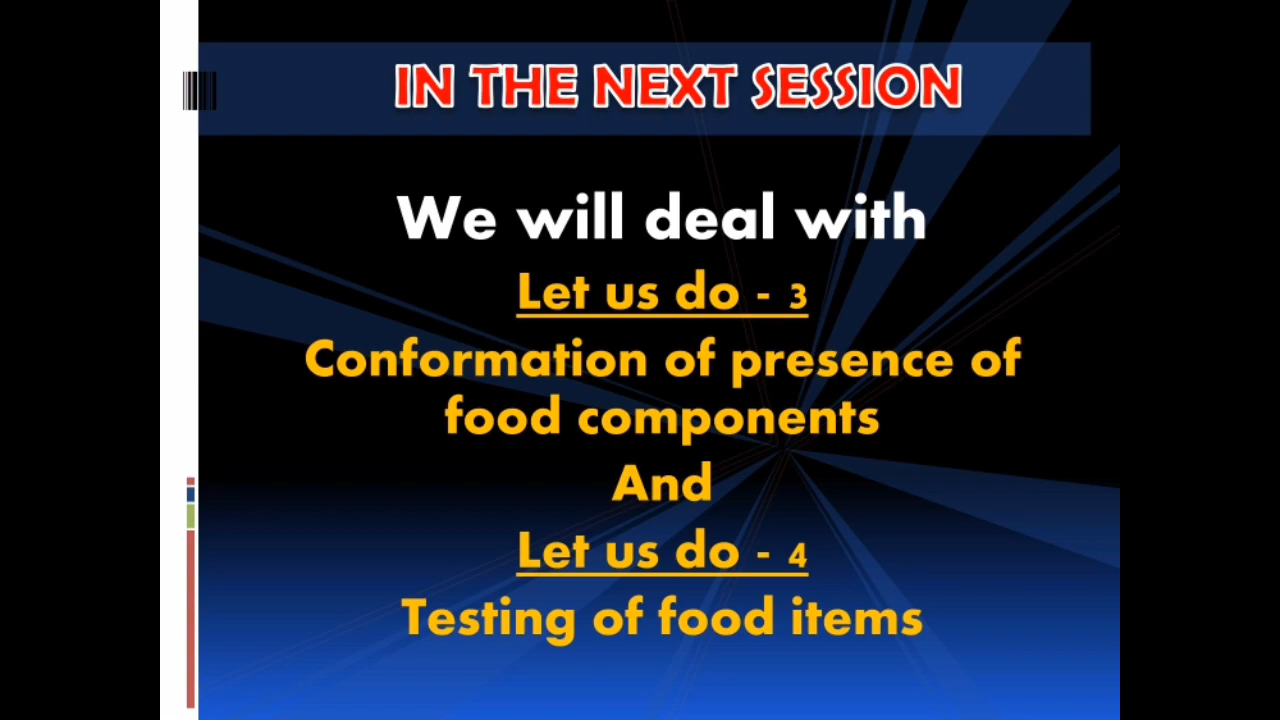 IN THE NEXT SESSION
We will deal with
Let us do - 3
Conformation of presence of
food components
And
Let us do - 4
Testing of food items